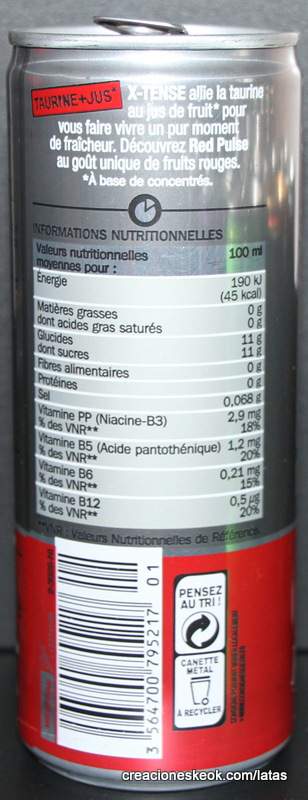 TAURINE+JUS*
X-TENSE allie la taurine
au jus de fruit* pour
vous faire vivre un pur moment
de fraîcheur. Découvrez Red Pulse
au goût unique de fruits rouges.
*À base de concentrés.
INFORMATIONS NUTRITIONNELLES
Valeurs nutritionnelles 100 ml
moyennes pour :
Énergie 190 kJ
(45 kcal)
Matières grasses 0 g
dont acides gras saturés 0 g
Glucides 11 g
dont sucres 11 g
Fibres alimentaires 0 g
Protéines 0 g
Sel 0,068 g
Vitamine PP (Niacine-B3) 2,9 mg
% des VNR** 18%
Vitamine B5 (Acide pantothénique) 1,2 mg
% des VNR** 20%
Vitamine B6 0,21 mg
% des VNR** 15%
Vitamine B12 0,5 µg
% des VNR** 20%
**VNR : Valeurs Nutritionnelles de Référence.
3 564700 795217 01
PENSEZ
AU TRI !
CANETTE
MÉTAL
À RECYCLER
creacioneskeok.com/latas